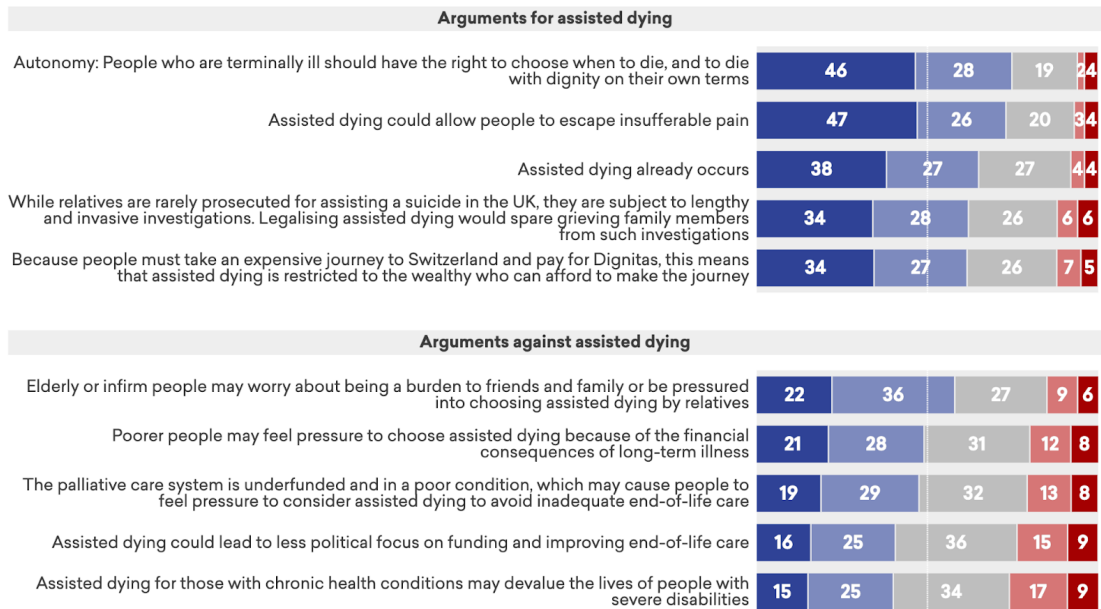 Arguments for assisted dying
Autonomy: People who are terminally ill should have the right to choose when to die, and to die
with dignity on their own terms
46 28 19 2 4
Assisted dying could allow people to escape insufferable pain
47 26 20 3 4
Assisted dying already occurs
38 27 27 4 4
While relatives are rarely prosecuted for assisting a suicide in the UK, they are subject to lengthy
and invasive investigations. Legalising assisted dying would spare grieving family members
from such investigations
34 28 26 6 6
Because people must take an expensive journey to Switzerland and pay for Dignitas, this means
that assisted dying is restricted to the wealthy who can afford to make the journey
34 27 26 7 5
Arguments against assisted dying
Elderly or infirm people may worry about being a burden to friends and family or be pressured
into choosing assisted dying by relatives
22 36 27 9 6
Poorer people may feel pressure to choose assisted dying because of the financial
consequences of long-term illness
21 28 31 12 8
The palliative care system is underfunded and in a poor condition, which may cause people to
feel pressure to consider assisted dying to avoid inadequate end-of-life care
19 29 32 13 8
Assisted dying could lead to less political focus on funding and improving end-of-life care
16 25 36 15 9
Assisted dying for those with chronic health conditions may devalue the lives of people with
severe disabilities
15 25 34 17 9